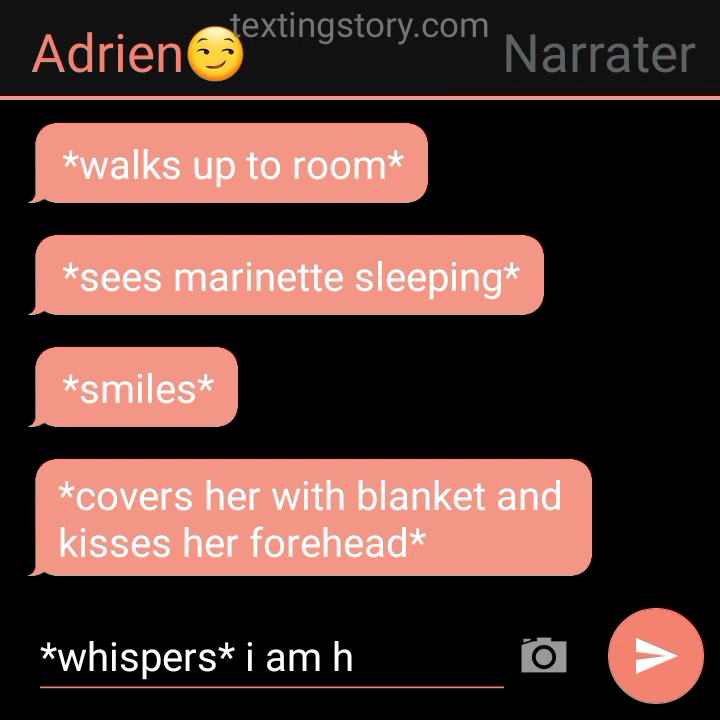 textingstory.com
Adrien😏 Narrater
*walks up to room*
*sees marinette sleeping*
*smiles*
*covers her with blanket and
kisses her forehead*
*whispers* i am h